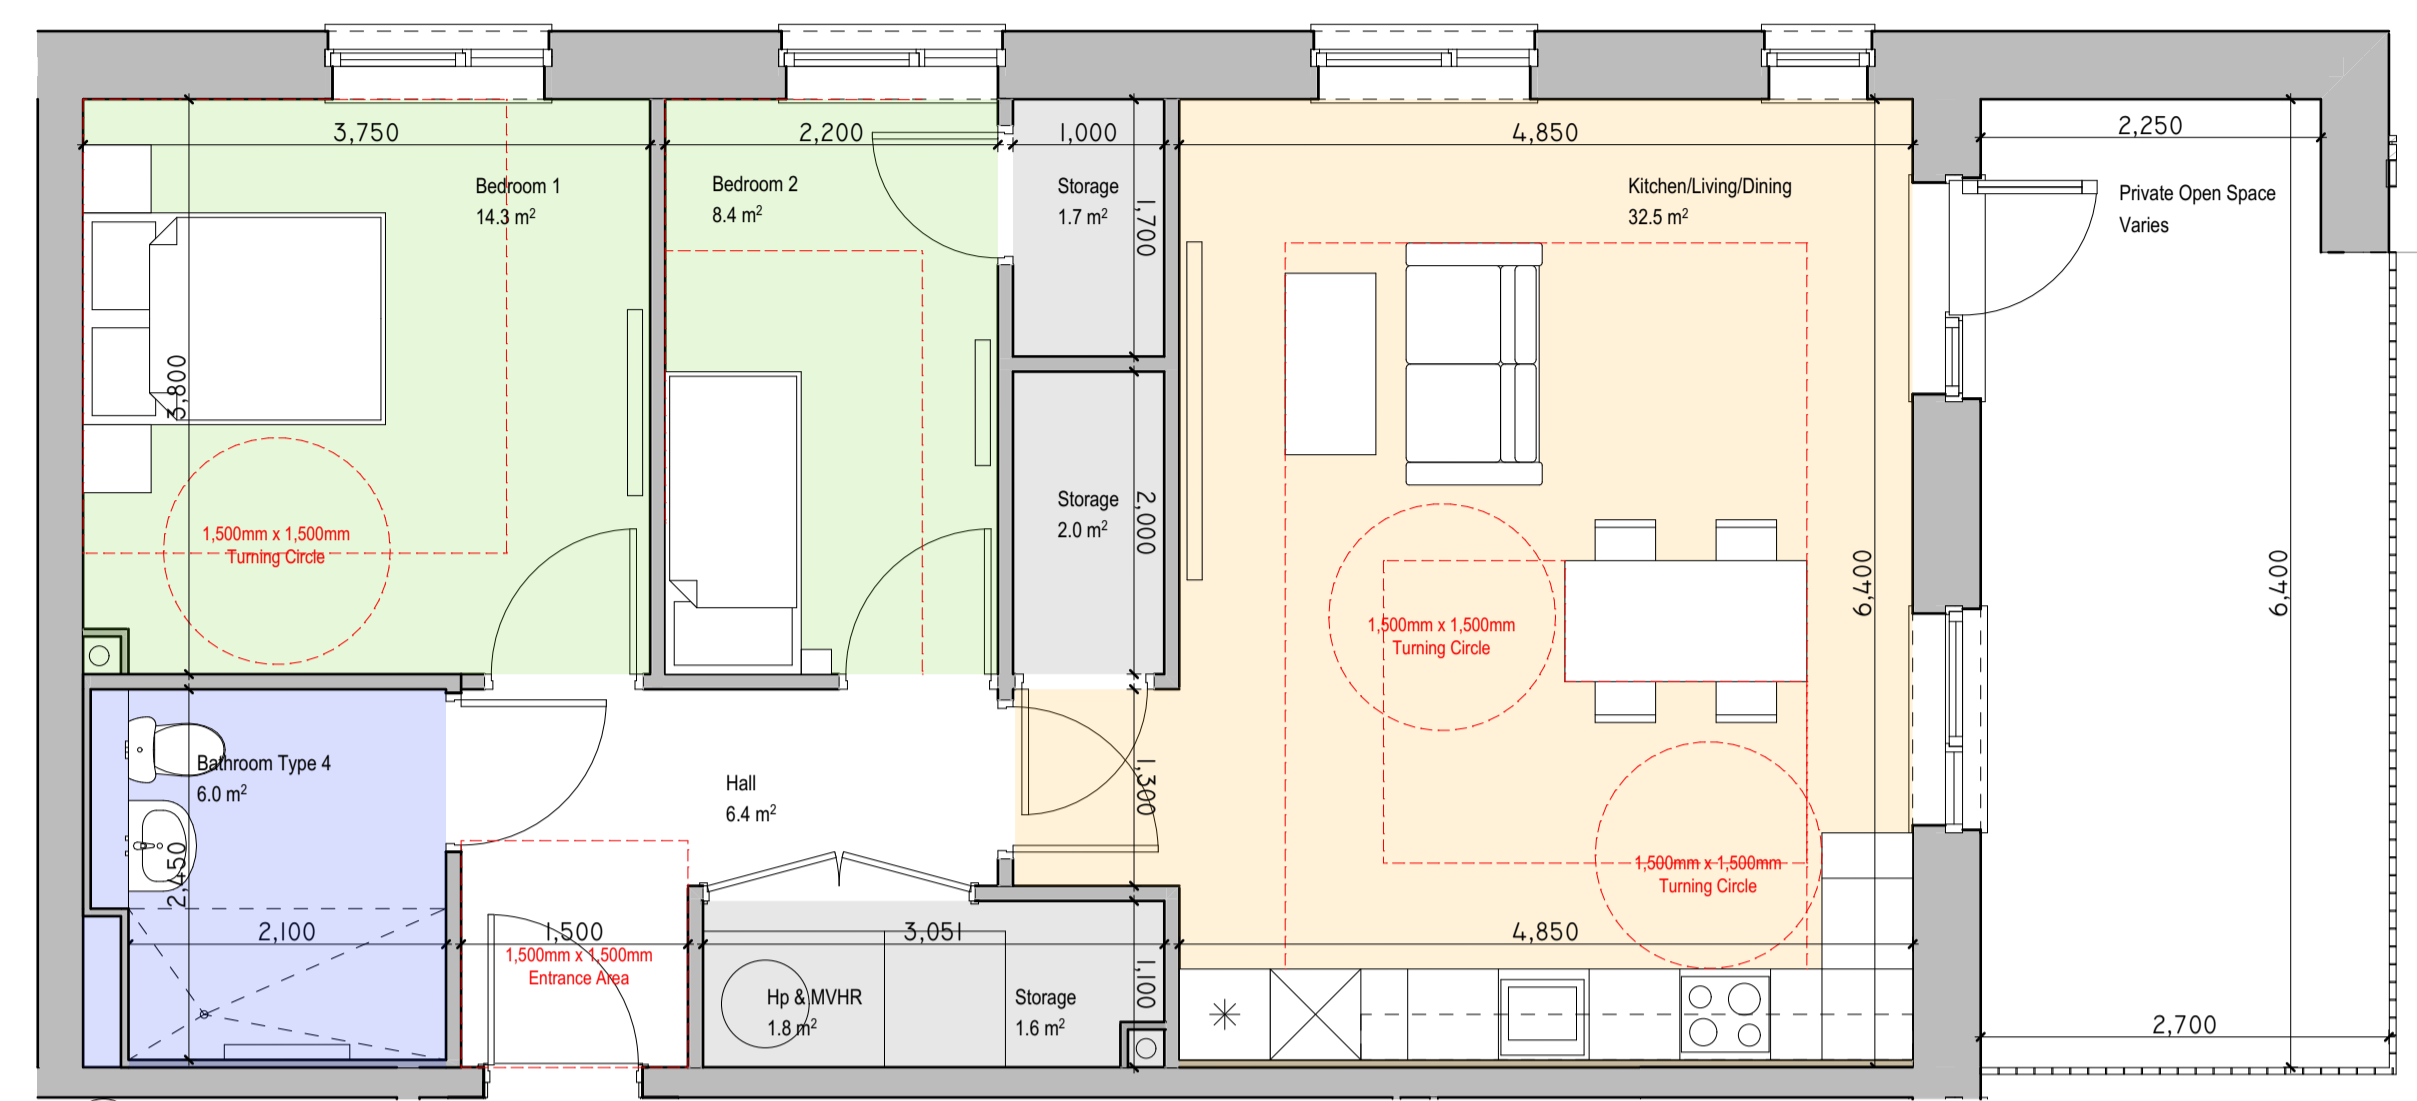 3,750
2,200
1,000
4,850
2,250
Bedroom 1
14.3 m²
Bedroom 2
8.4 m²
Storage
1.7 m²
1,700
Kitchen/Living/Dining
32.5 m²
Private Open Space
Varies
3,800
Storage
2.0 m²
2,000
1,500mm x 1,500mm
Turning Circle
1,500mm x 1,500mm
Turning Circle
6,400
6,400
Bathroom Type 4
6.0 m²
Hall
6.4 m²
1,300
2,450
1,500mm x 1,500mm
Turning Circle
2,100
1,500
3,051
4,850
1,500mm x 1,500mm
Entrance Area
Hp & MVHR
1.8 m²
Storage
1.6 m²
1,100
2,700